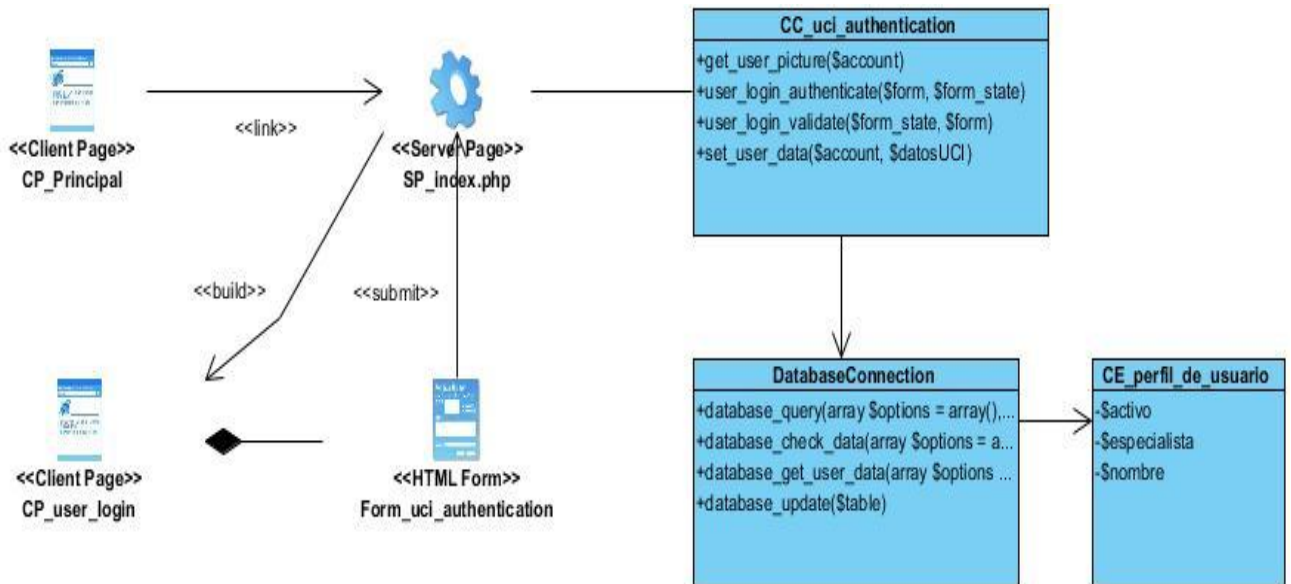 <<Client Page>>
CP_Principal
<<link>>
<<Server Page>>
SP_index.php
CC_uci_authentication
+get_user_picture($account)
+user_login_authenticate($form, $form_state)
+user_login_validate($form_state, $form)
+set_user_data($account, $datosUCI)
<<build>>
<<submit>>
<<Client Page>>
CP_user_login
<<HTML Form>>
Form_uci_authentication
DatabaseConnection
+database_query(array $options = array(),...
+database_check_data(array $options = a...
+database_get_user_data(array $options ...
+database_update($table)
CE_perfil_de_usuario
-$activo
-$especialista
-$nombre